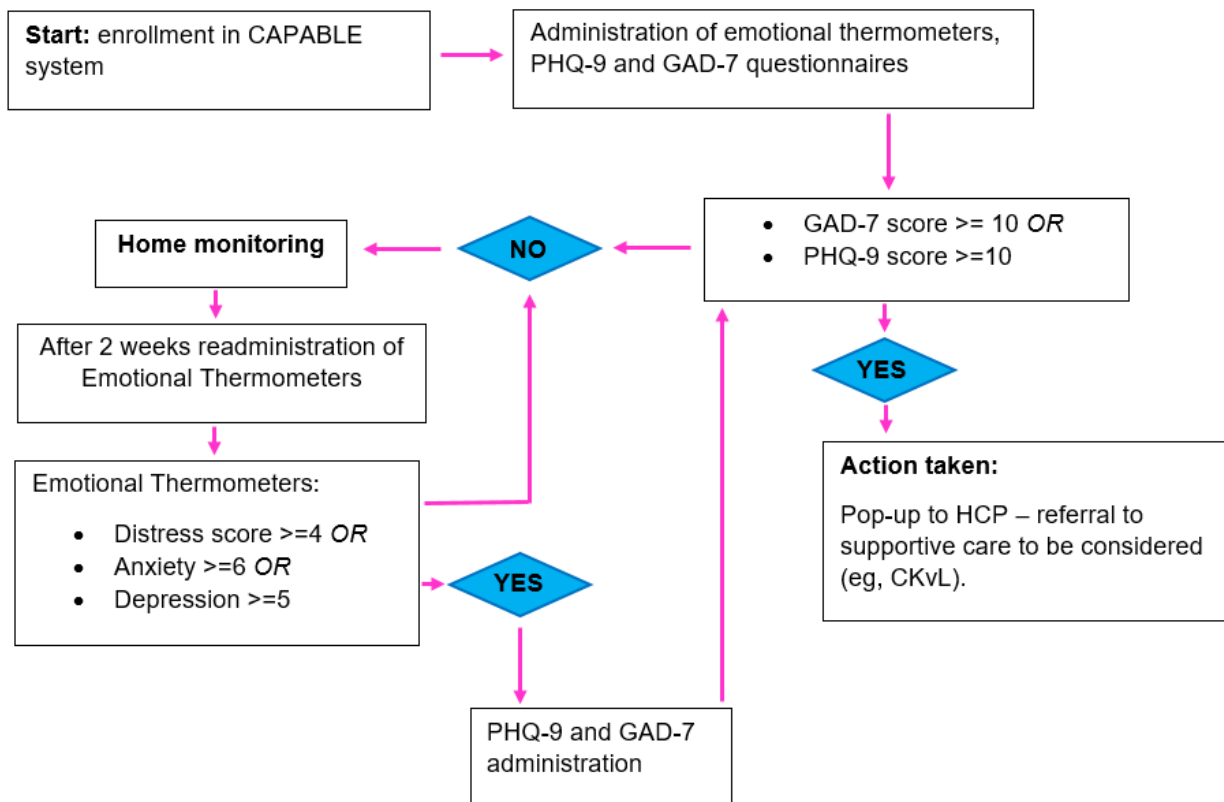 Start: enrollment in CAPABLE
system
Administration of emotional thermometers,
PHQ-9 and GAD-7 questionnaires
• GAD-7 score >= 10 OR
• PHQ-9 score >=10
NO
Home monitoring
After 2 weeks readministration of
Emotional Thermometers
YES
Action taken:
Pop-up to HCP – referral to
supportive care to be considered
(eg, CKvL).
Emotional Thermometers:
• Distress score >=4 OR
• Anxiety >=6 OR
• Depression >=5
YES
PHQ-9 and GAD-7
administration